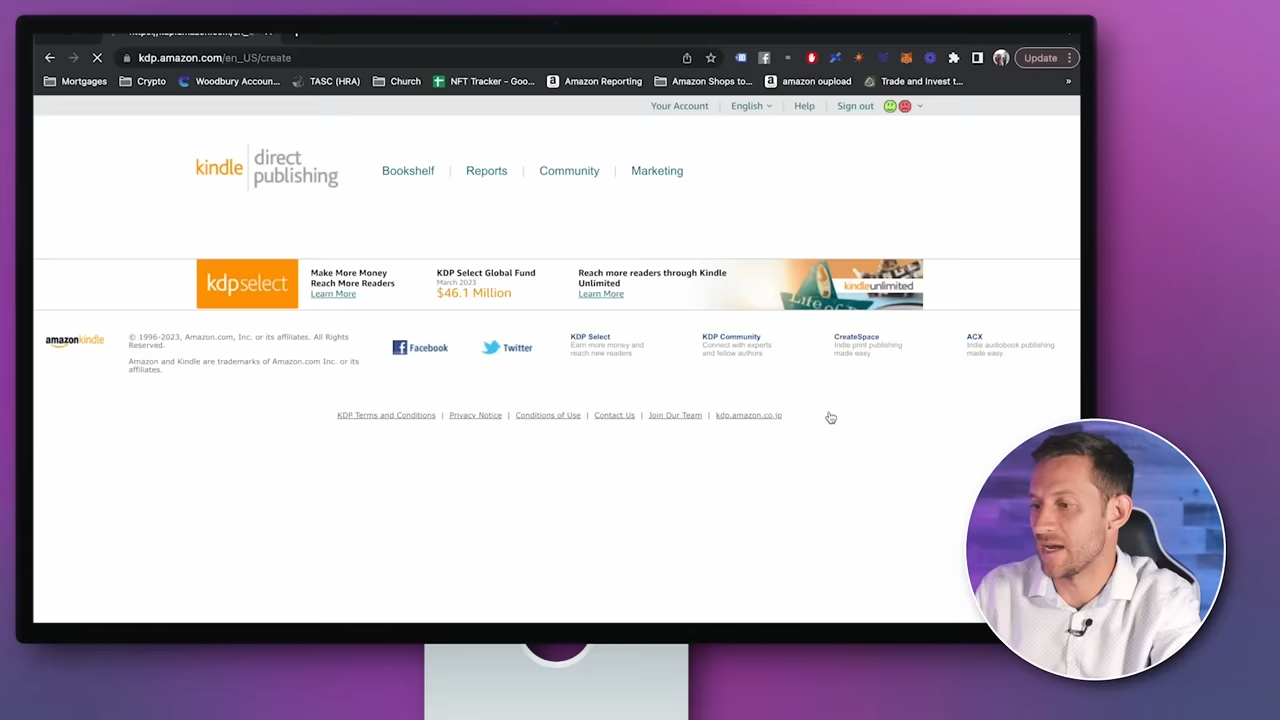 kdp.amazon.com/en_US/create
Update
Mortgages
Crypto
Woodbury Accoun...
TASC (HRA)
Church
NFT Tracker - Goo...
Amazon Reporting
Amazon Shops to...
amazon oupload
Trade and Invest t...
»
Your Account
English
Help
Sign out
kindle direct publishing
Bookshelf | Reports | Community | Marketing
kdpselect
Make More Money
Reach More Readers
Learn More
KDP Select Global Fund
March 2023
$46.1 Million
Reach more readers through Kindle
Unlimited
Learn More
Life of
kindleunlimited
amazonkindle
© 1996-2023, Amazon.com, Inc. or its affiliates. All Rights
Reserved.
Amazon and Kindle are trademarks of Amazon.com Inc. or its
affiliates.
Facebook
Twitter
KDP Select
Earn more money and
reach new readers
KDP Community
Connect with experts
and fellow authors
CreateSpace
Indie print publishing
made easy
ACX
Indie audiobook publishing
made easy
KDP Terms and Conditions | Privacy Notice | Conditions of Use | Contact Us | Join Our Team | kdp.amazon.co.jp